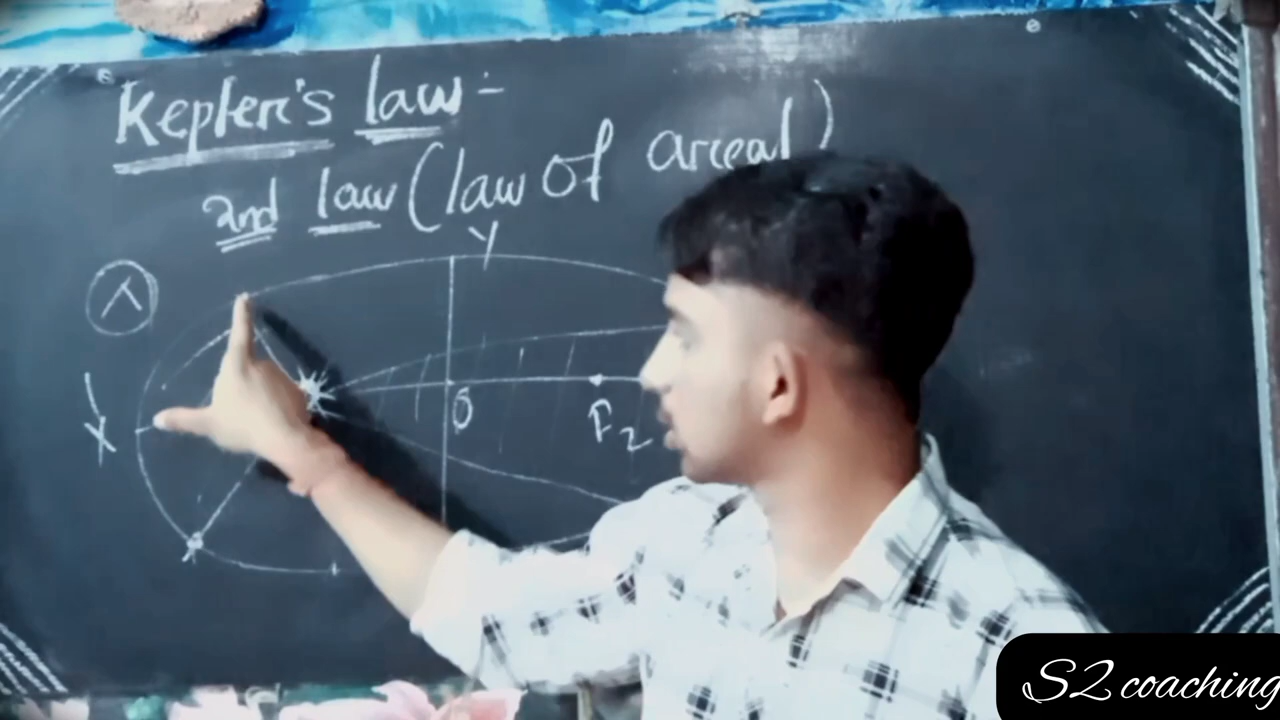 Kepler's law:-
2nd law (law of areal)
Y
X
O
F2
S2 coaching